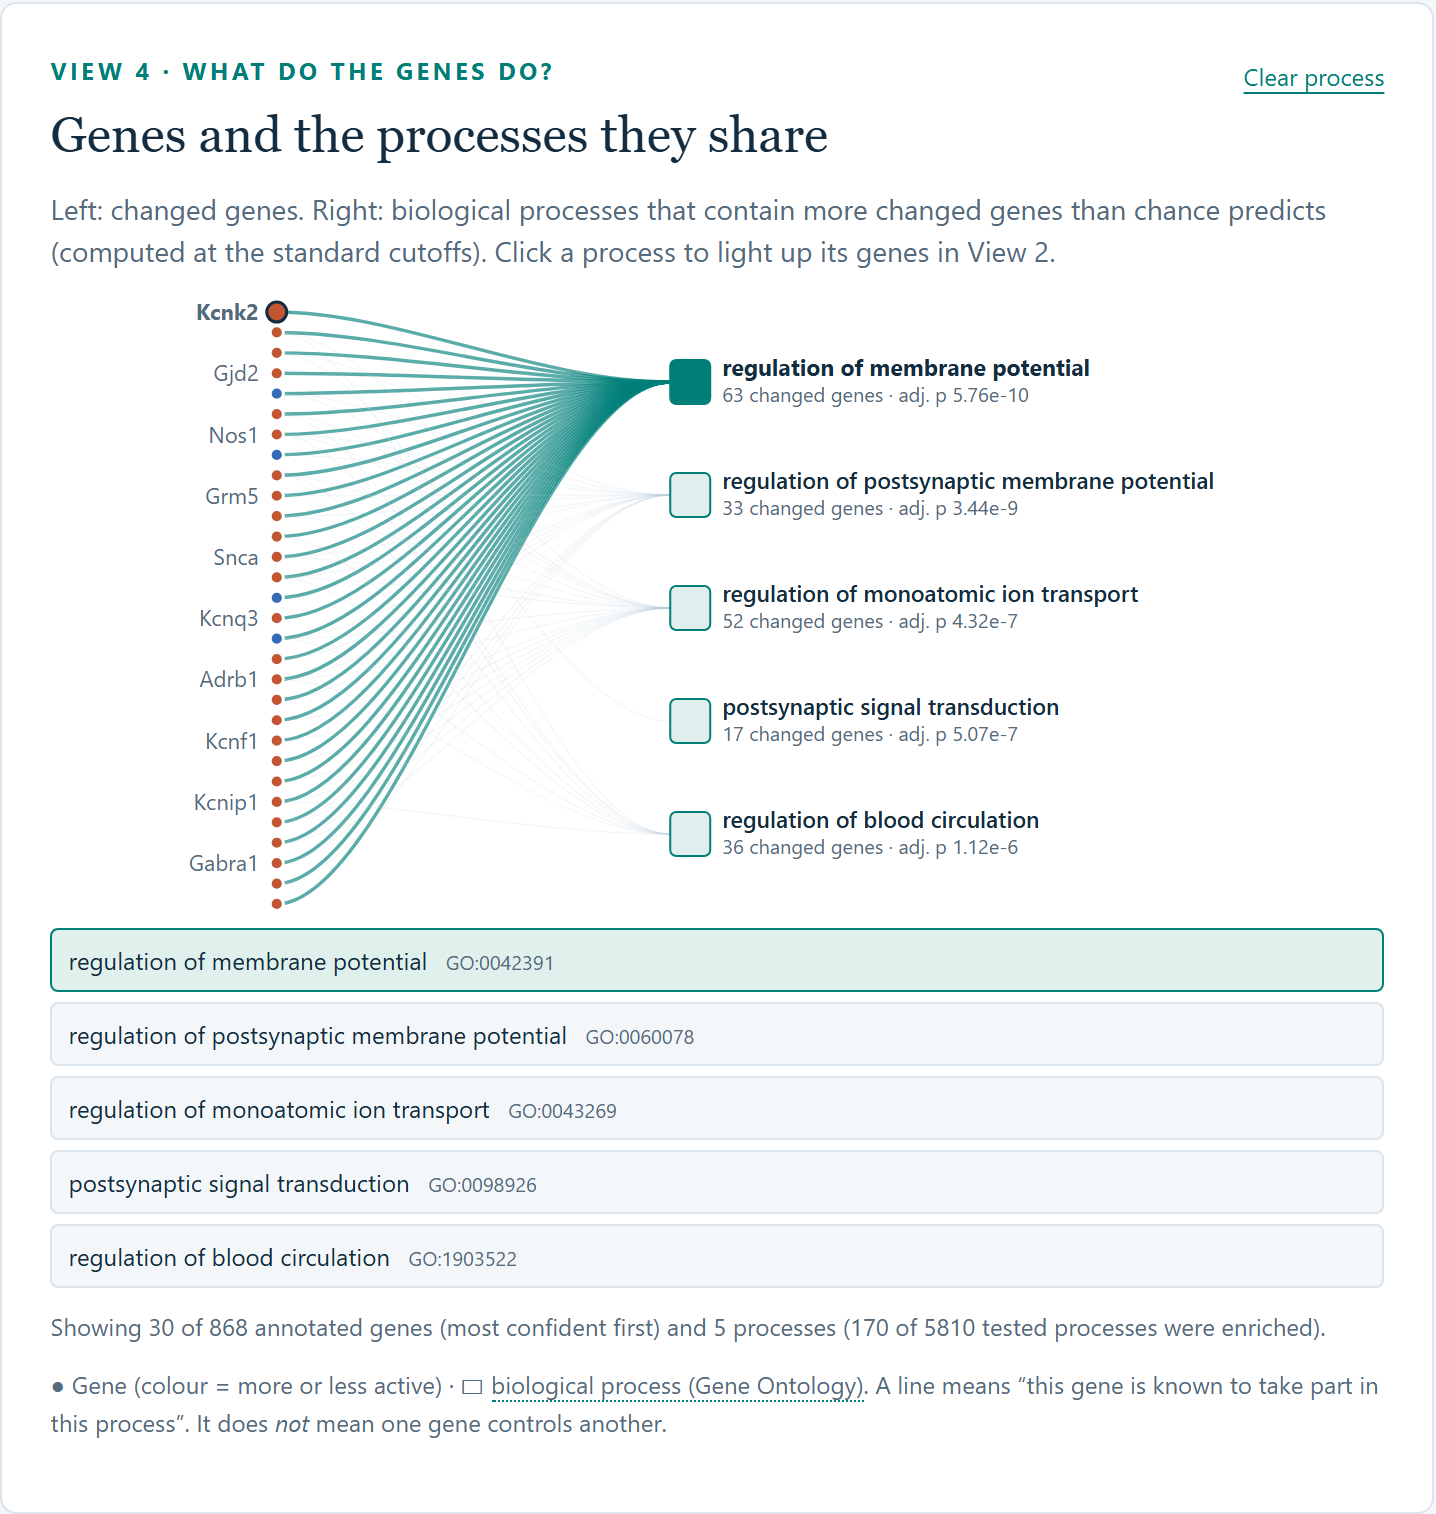 VIEW 4 · WHAT DO THE GENES DO?
Clear process
Genes and the processes they share
Left: changed genes. Right: biological processes that contain more changed genes than chance predicts
(computed at the standard cutoffs). Click a process to light up its genes in View 2.
Kcnk2
Gjd2
Nos1
Grm5
Snca
Kcnq3
Adrb1
Kcnf1
Kcnip1
Gabra1
regulation of membrane potential
63 changed genes · adj. p 5.76e-10
regulation of postsynaptic membrane potential
33 changed genes · adj. p 3.44e-9
regulation of monoatomic ion transport
52 changed genes · adj. p 4.32e-7
postsynaptic signal transduction
17 changed genes · adj. p 5.07e-7
regulation of blood circulation
36 changed genes · adj. p 1.12e-6
regulation of membrane potential GO:0042391
regulation of postsynaptic membrane potential GO:0060078
regulation of monoatomic ion transport GO:0043269
postsynaptic signal transduction GO:0098926
regulation of blood circulation GO:1903522
Showing 30 of 868 annotated genes (most confident first) and 5 processes (170 of 5810 tested processes were enriched).
● Gene (colour = more or less active) · □ biological process (Gene Ontology). A line means “this gene is known to take part in
this process”. It does not mean one gene controls another.